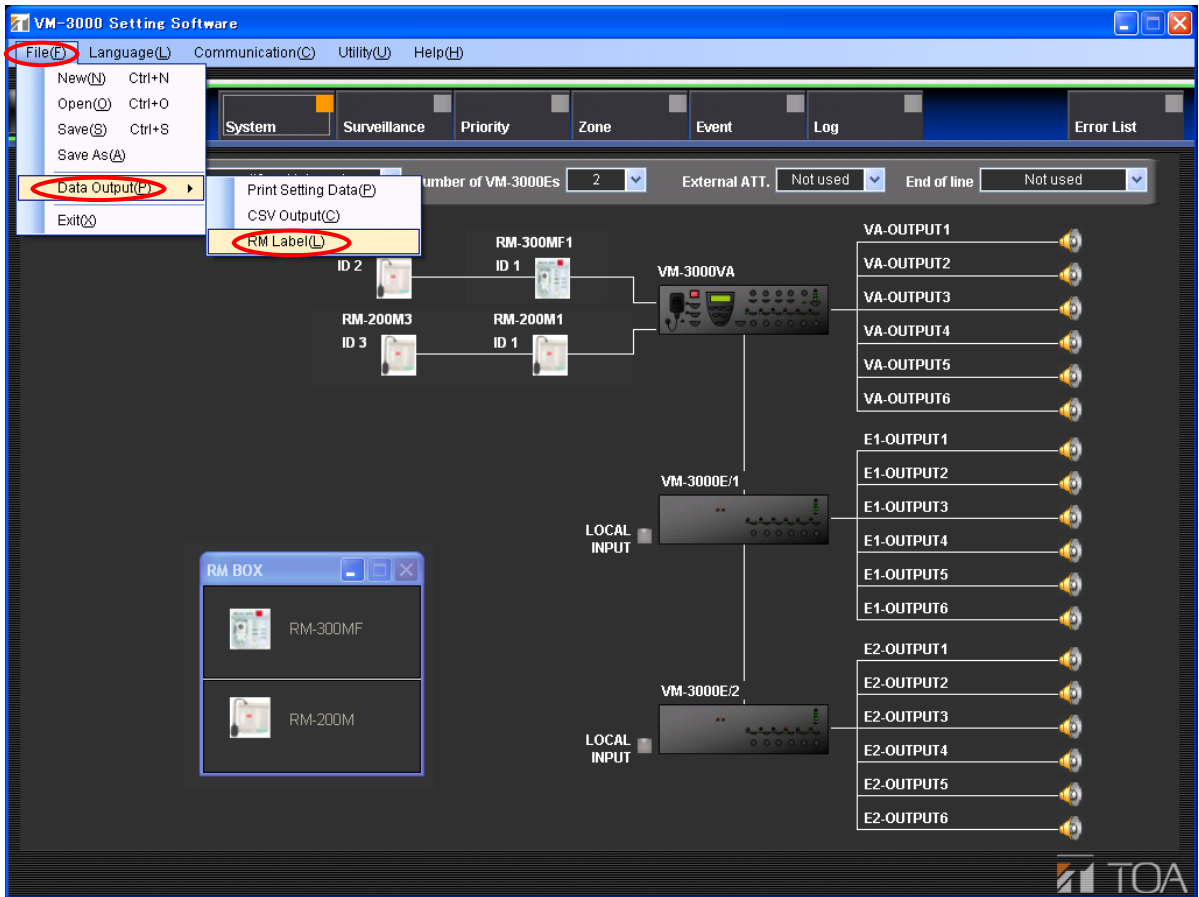 VM-3000 Setting Software
File(F) Language(L) Communication(C) Utility(U) Help(H)
New(N) Ctrl+N
Open(O) Ctrl+O
Save(S) Ctrl+S
Save As(A)
Data Output(P)
Exit(X)
Print Setting Data(P)
CSV Output(C)
RM Label(L)
System Surveillance Priority Zone Event Log Error List
umber of VM-3000Es 2 External ATT. Not used End of line Not used
RM-300MF1
ID 2 ID 1
RM-200M3 RM-200M1
ID 3 ID 1
VM-3000VA
VA-OUTPUT1
VA-OUTPUT2
VA-OUTPUT3
VA-OUTPUT4
VA-OUTPUT5
VA-OUTPUT6
VM-3000E/1
LOCAL
INPUT
E1-OUTPUT1
E1-OUTPUT2
E1-OUTPUT3
E1-OUTPUT4
E1-OUTPUT5
E1-OUTPUT6
RM BOX
RM-300MF
RM-200M
VM-3000E/2
LOCAL
INPUT
E2-OUTPUT1
E2-OUTPUT2
E2-OUTPUT3
E2-OUTPUT4
E2-OUTPUT5
E2-OUTPUT6
TOA